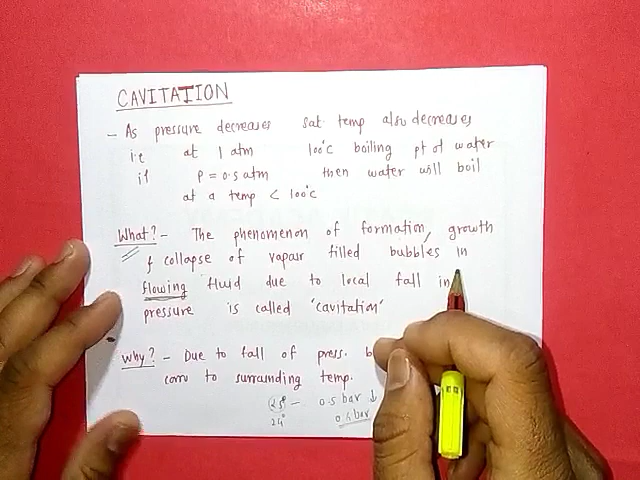 CAVITATION
- As pressure decreases sat. temp also decreases
i.e at 1 atm 100°C boiling pt of water
if P = 0.5 atm then water will boil
at a temp < 100°C
What? - The phenomenon of formation, growth
& collapse of vapour filled bubbles in
flowing fluid due to local fall in
pressure is called 'cavitation'
Why? - Due to fall of press. b
corr to surrounding temp.
25° - 0.5 bar ↓
24° 0.4 bar